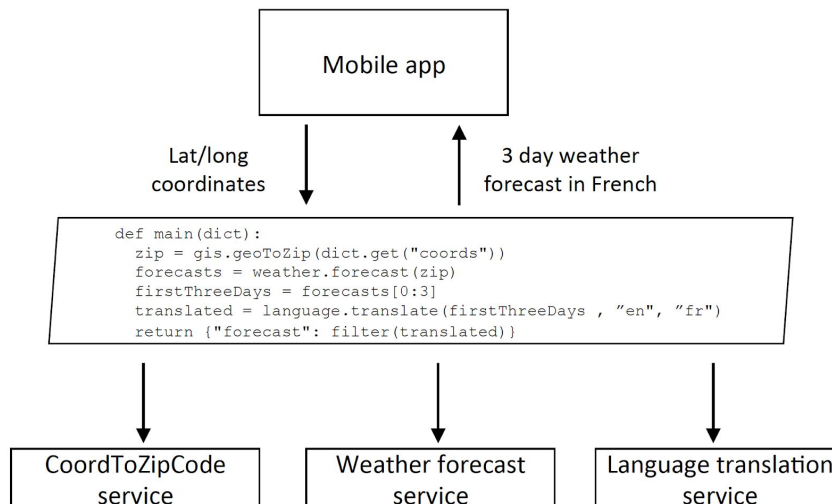 Mobile app
Lat/long
coordinates
3 day weather
forecast in French
def main(dict):
zip = gis.geoToZip(dict.get("coords"))
forecasts = weather.forecast(zip)
firstThreeDays = forecasts[0:3]
translated = language.translate(firstThreeDays , ”en", ”fr")
return {"forecast": filter(translated)}
CoordToZipCode
service
Weather forecast
service
Language translation
service